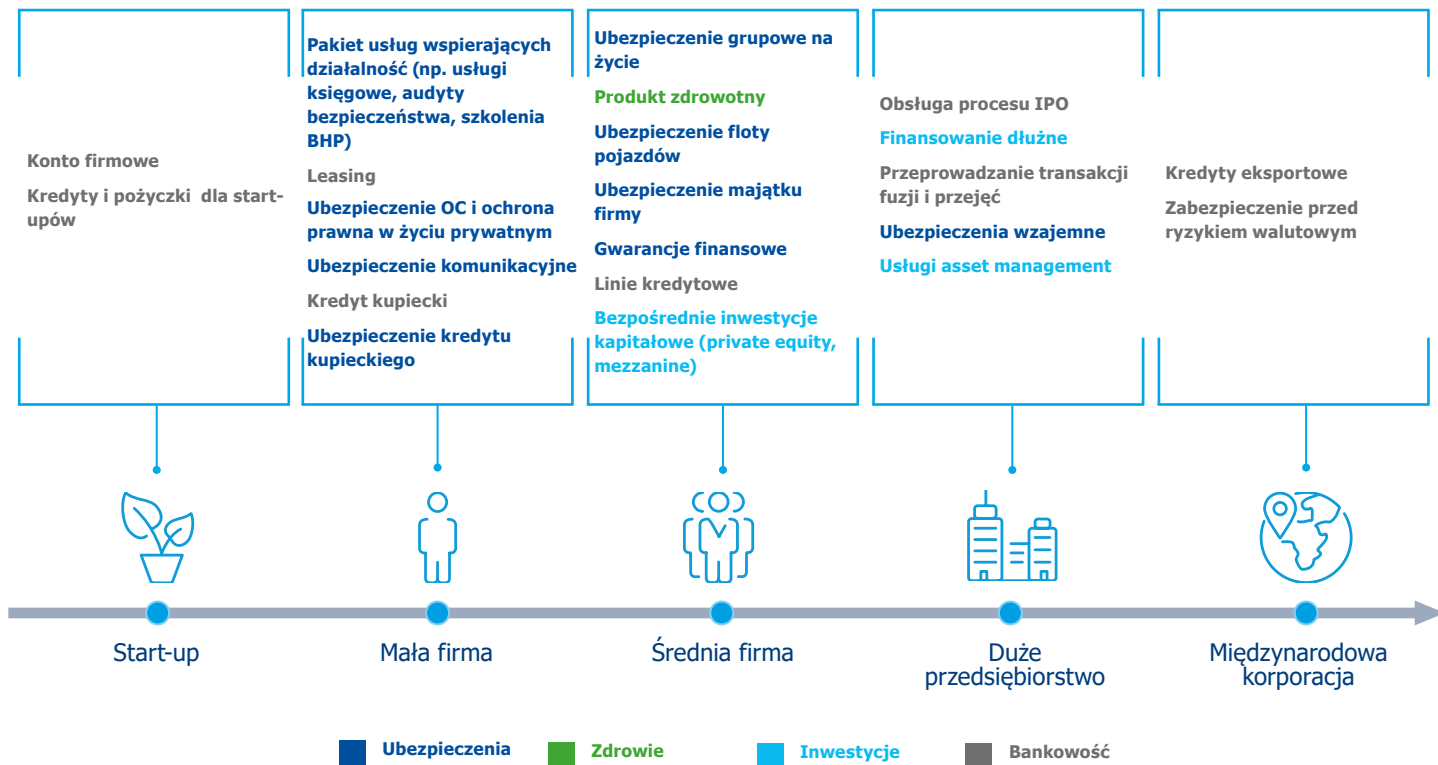 Konto firmowe
Kredyty i pożyczki  dla start-
upów
Pakiet usług wspierających
działalność (np. usługi
księgowe, audyty
bezpieczeństwa, szkolenia
BHP)
Leasing
Ubezpieczenie OC i ochrona
prawna w życiu prywatnym
Ubezpieczenie komunikacyjne
Kredyt kupiecki
Ubezpieczenie kredytu
kupieckiego
Ubezpieczenie grupowe na
życie
Produkt zdrowotny
Ubezpieczenie floty
pojazdów
Ubezpieczenie majątku
firmy
Gwarancje finansowe
Linie kredytowe
Bezpośrednie inwestycje
kapitałowe (private equity,
mezzanine)
Obsługa procesu IPO
Finansowanie dłużne
Przeprowadzanie transakcji
fuzji i przejęć
Ubezpieczenia wzajemne
Usługi asset management
Kredyty eksportowe
Zabezpieczenie przed
ryzykiem walutowym
Start-up
Mała firma
Średnia firma
Duże
przedsiębiorstwo
Międzynarodowa
korporacja
Ubezpieczenia
Zdrowie
Inwestycje
Bankowość